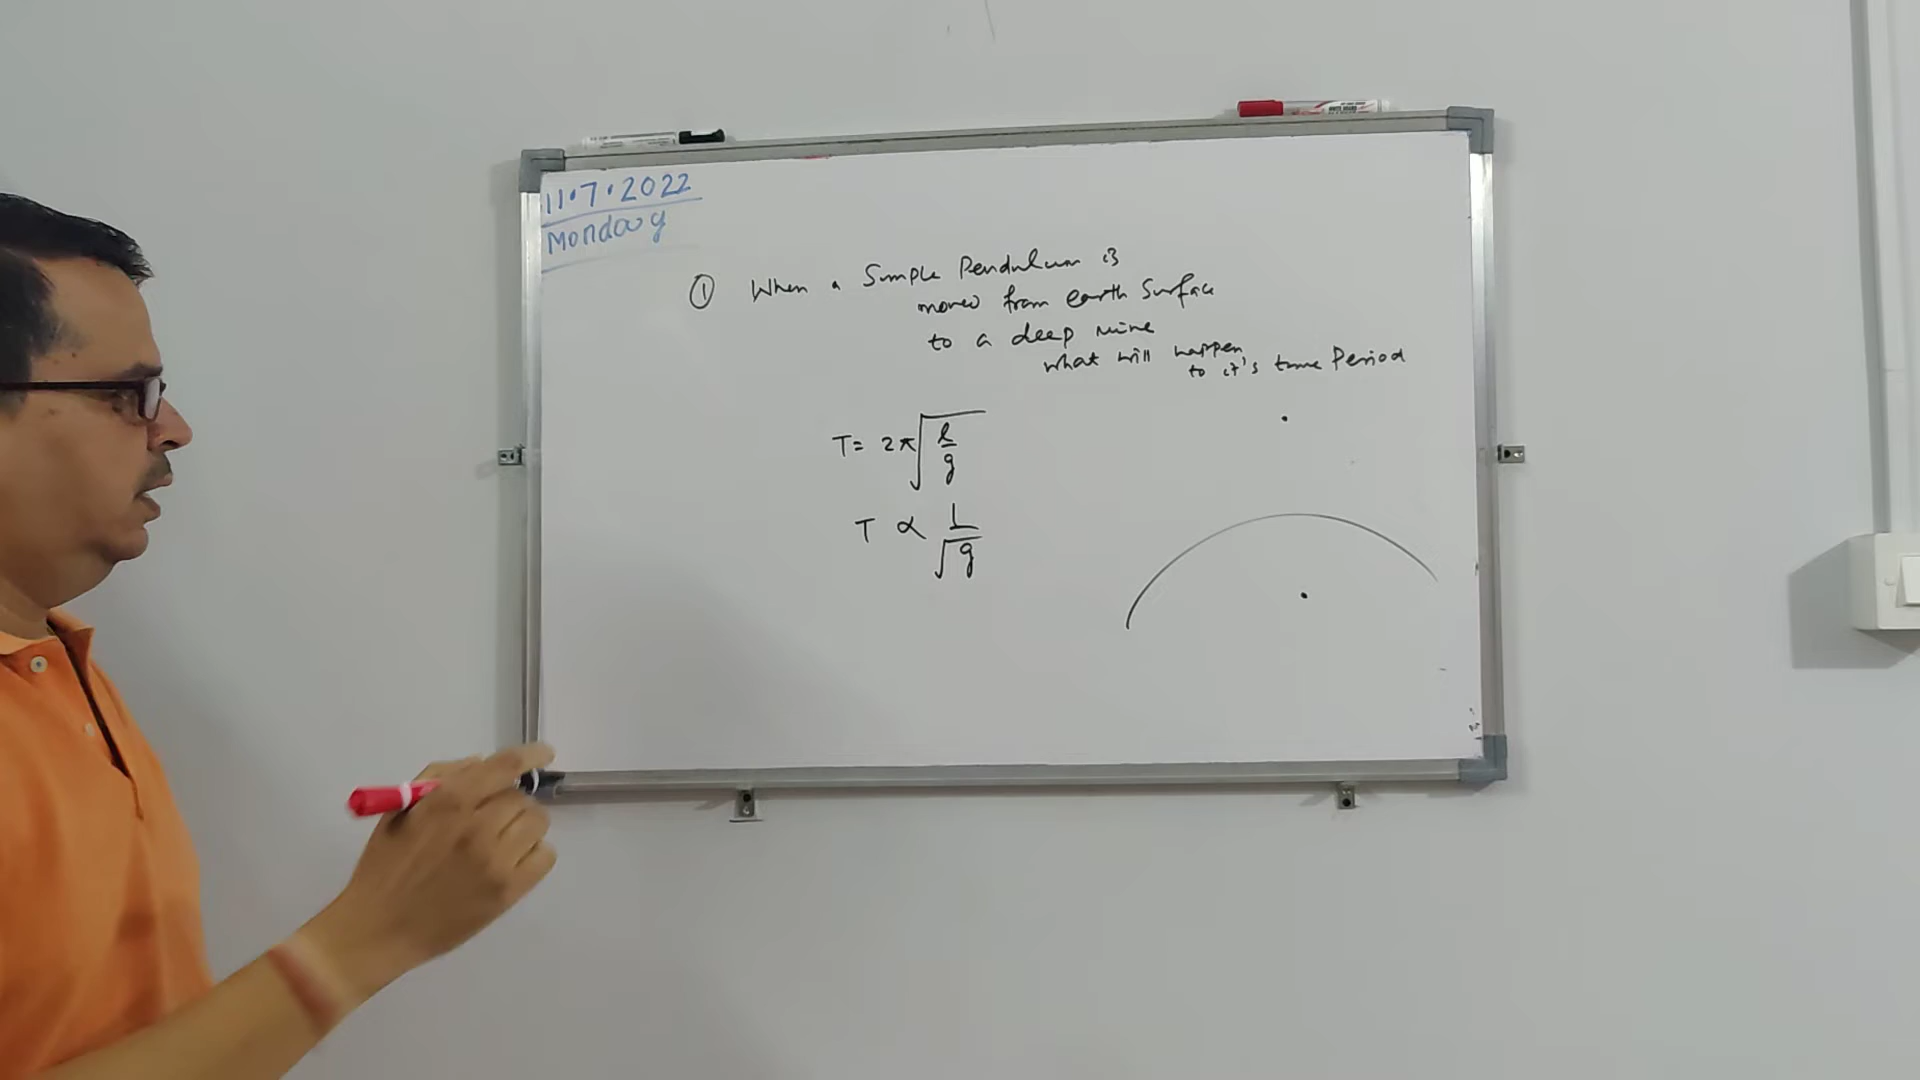 11.7.2022
Monday
① When a Simple Pendulum is
moved from earth Surface
to a deep mine
what will happen
to it's time Period
T = 2π√(l/g)
T ∝ 1/√g